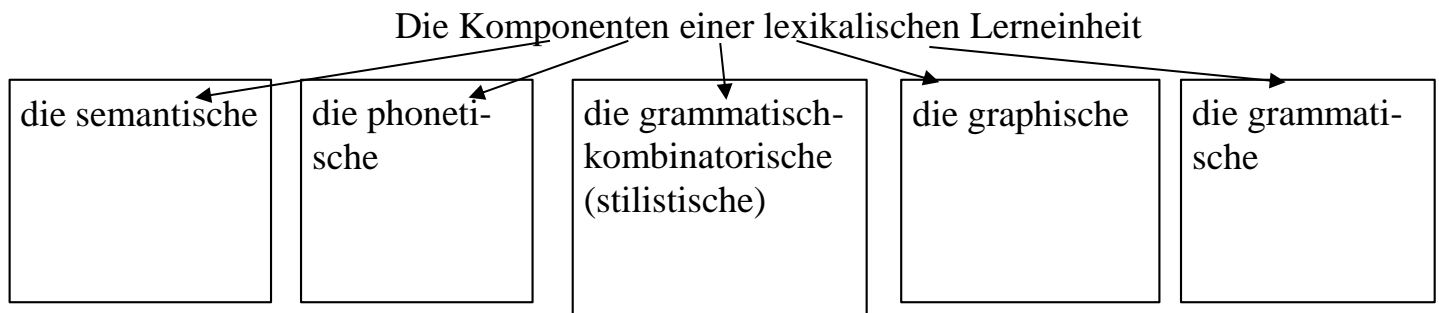 Die Komponenten einer lexikalischen Lerneinheit
die semantische
die phoneti-
sche
die grammatisch-
kombinatorische
(stilistische)
die graphische
die grammati-
sche